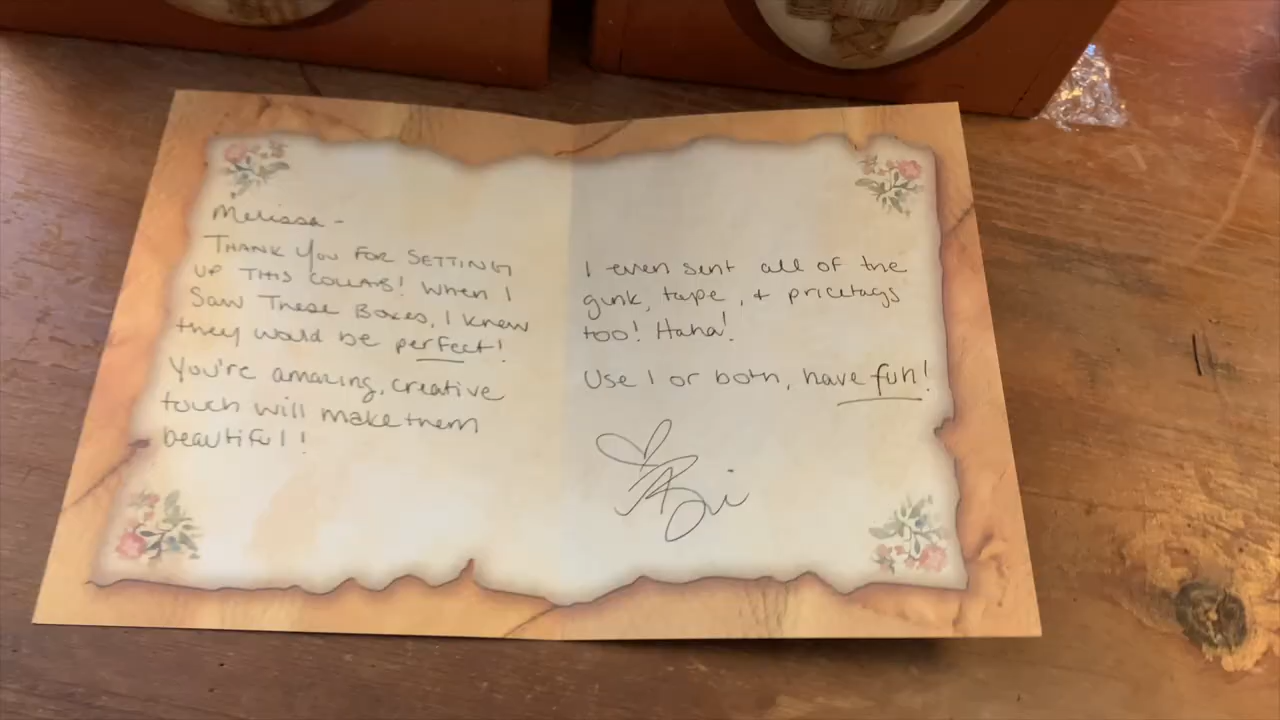 Melissa -
THANK YOU FOR SETTING
UP THIS COLLAB! WHEN I
SAW THESE BOXES, I KNEW
they would be perfect!
You're amazing, creative
touch will make them
beautiful!
I even sent all of the
gunk, tape, & pricetags
too! Haha!
Use 1 or both, have fun!